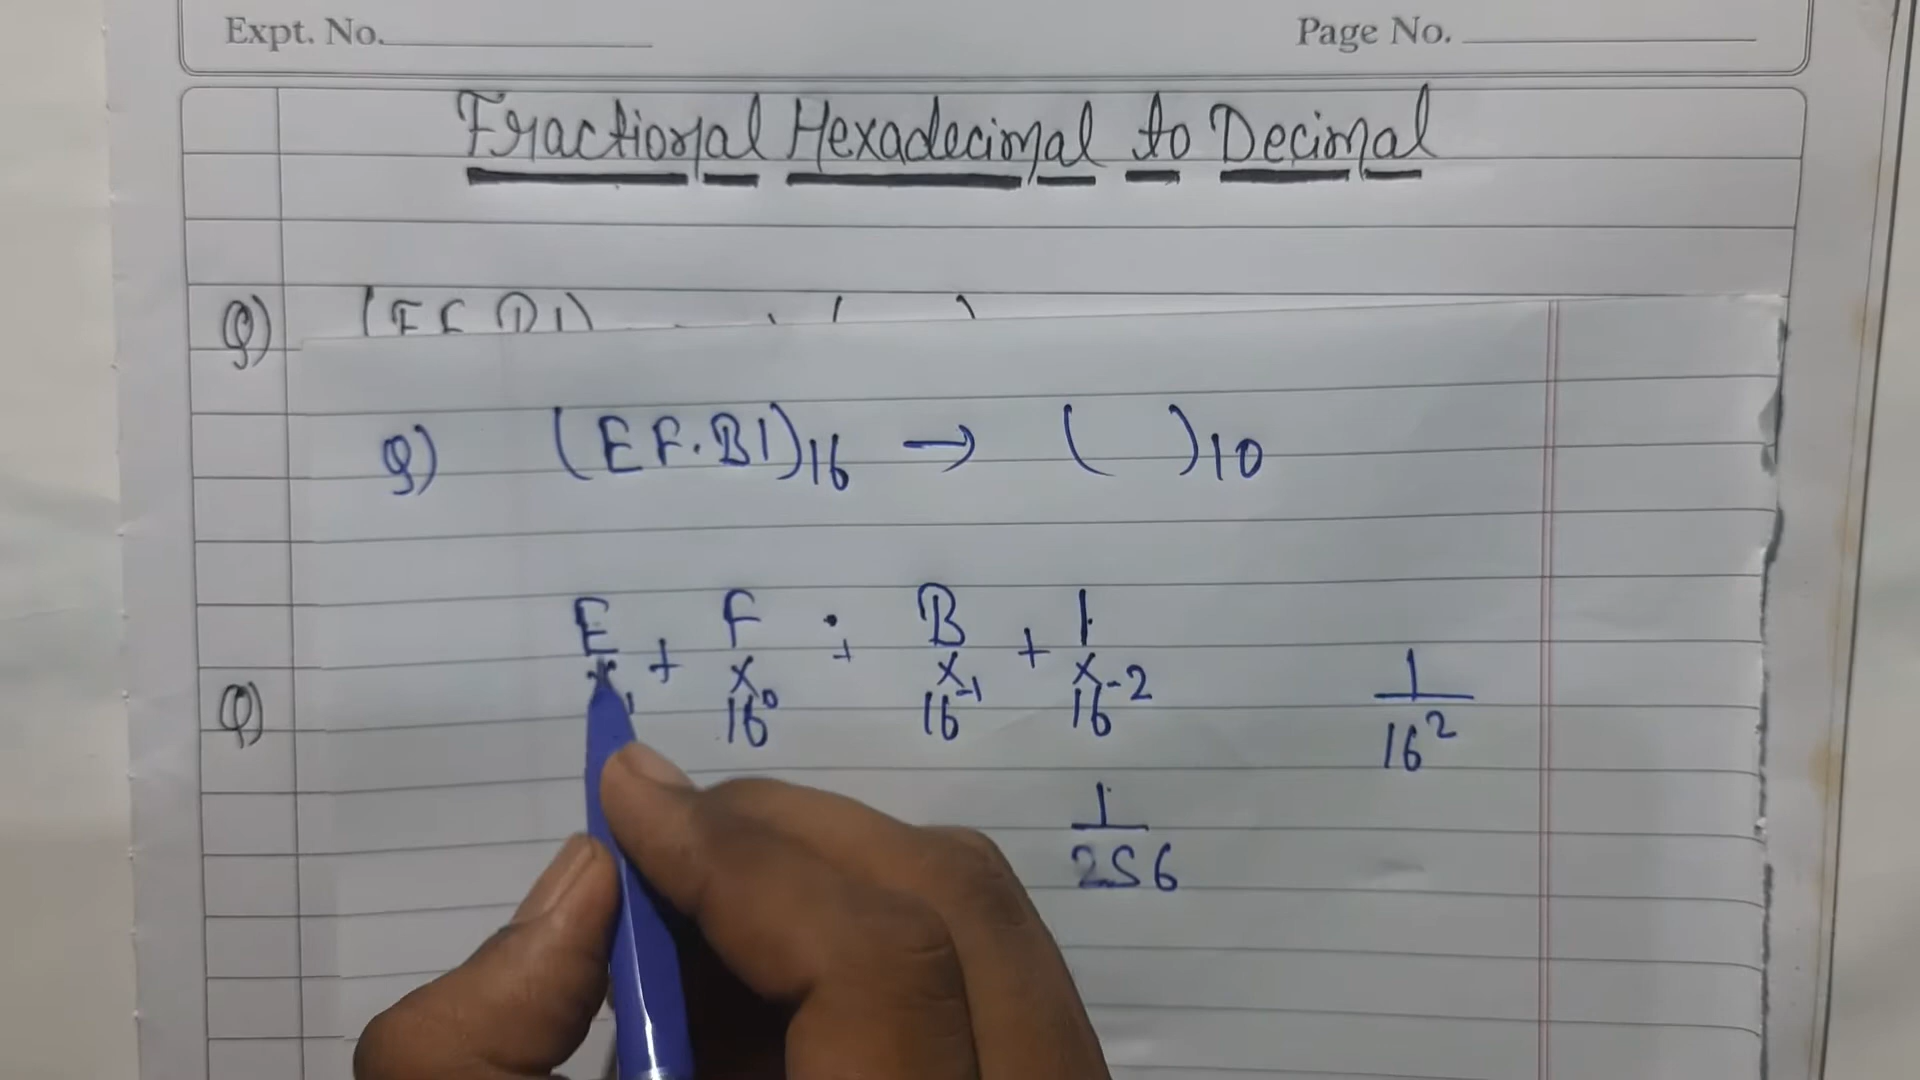 Expt. No. Page No.
Fractional Hexadecimal to Decimal
Q)
Q) (EF.B1)16 → ( )10
E + F . + B + 1
x x x x
16^0 16^-1 16^-2
Q)
1/16^2
1/256